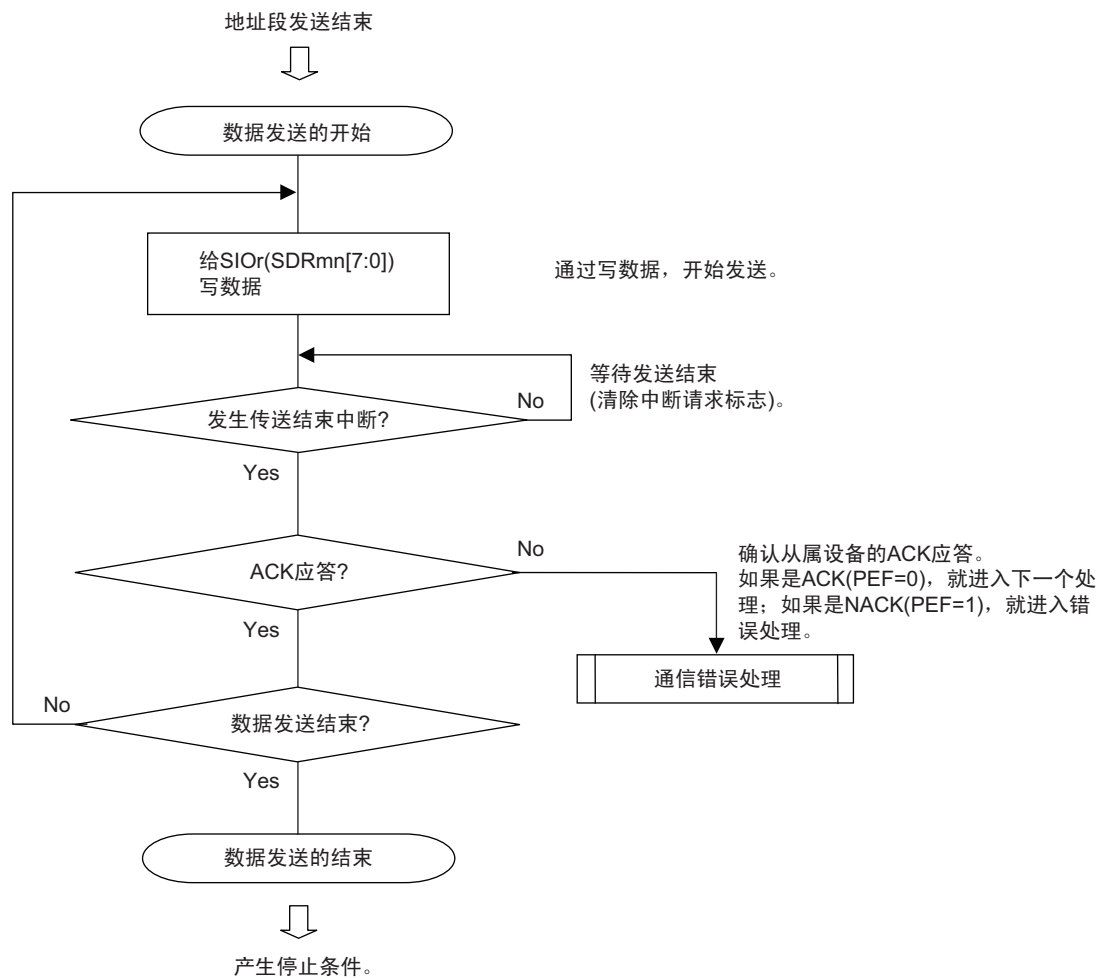 地址段发送结束
数据发送的开始
给SIOr(SDRmn[7:0])
写数据
通过写数据，开始发送。
等待发送结束
(清除中断请求标志)。
No
发生传送结束中断?
Yes
No
ACK应答?
确认从属设备的ACK应答。
如果是ACK(PEF=0)，就进入下一个处
理；如果是NACK(PEF=1)，就进入错
误处理。
Yes
通信错误处理
No
数据发送结束?
Yes
数据发送的结束
产生停止条件。